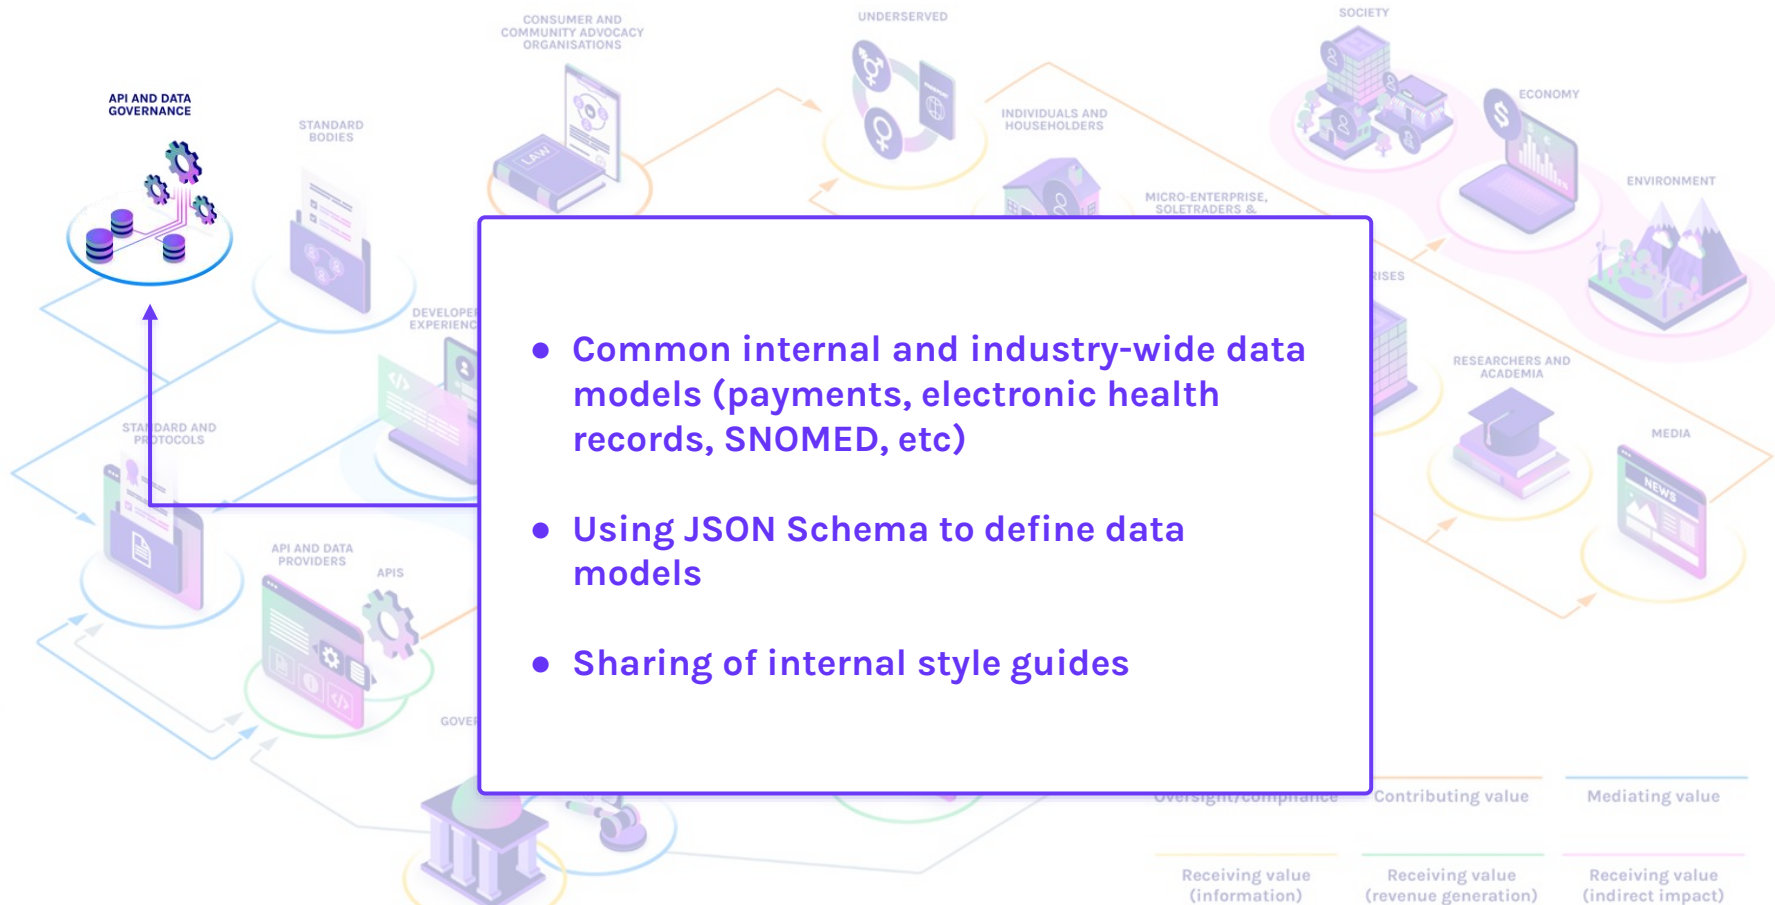 CONSUMER AND
COMMUNITY ADVOCACY
ORGANISATIONS
UNDERSERVED
SOCIETY
API AND DATA
GOVERNANCE
STANDARD
BODIES
LAW
PASSPORT
INDIVIDUALS AND
HOUSEHOLDERS
ECONOMY
$
ENVIRONMENT
MICRO-ENTERPRISE,
SOLETRADERS &
● Common internal and industry-wide data
models (payments, electronic health
records, SNOMED, etc)
● Using JSON Schema to define data
models
● Sharing of internal style guides
RESEARCHERS AND
ACADEMIA
MEDIA
NEWS
STANDARD AND
PROTOCOLS
</>
API AND DATA
PROVIDERS
APIS
</>
Oversight/compliance
Contributing value
Mediating value
Receiving value
(information)
Receiving value
(revenue generation)
Receiving value
(indirect impact)